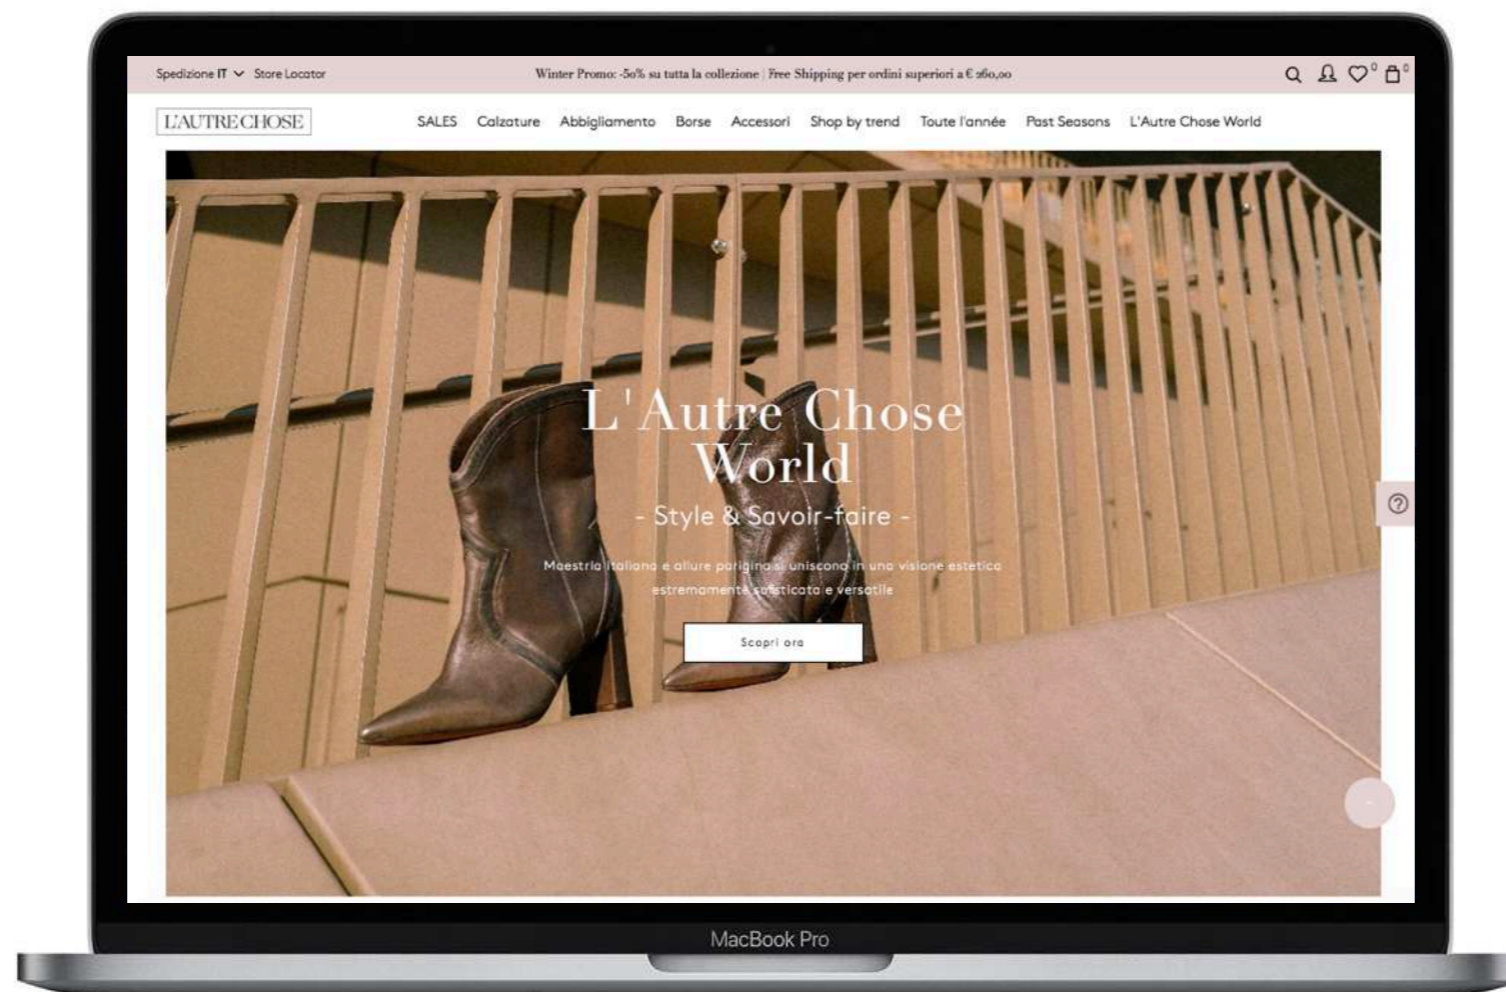 Spedizione IT Store Locator
Winter Promo: -50% su tutta la collezione | Free Shipping per ordini superiori a € 260,00
0 0
L'AUTRE CHOSE
SALES Calzature Abbigliamento Borse Accessori Shop by trend Toute l'année Past Seasons L'Autre Chose World
L'Autre Chose
World
- Style & Savoir-faire -
Maestria italiana e allure parigina si uniscono in una visione estetica
estremamente sofisticata e versatile
Scopri ora
?
MacBook Pro